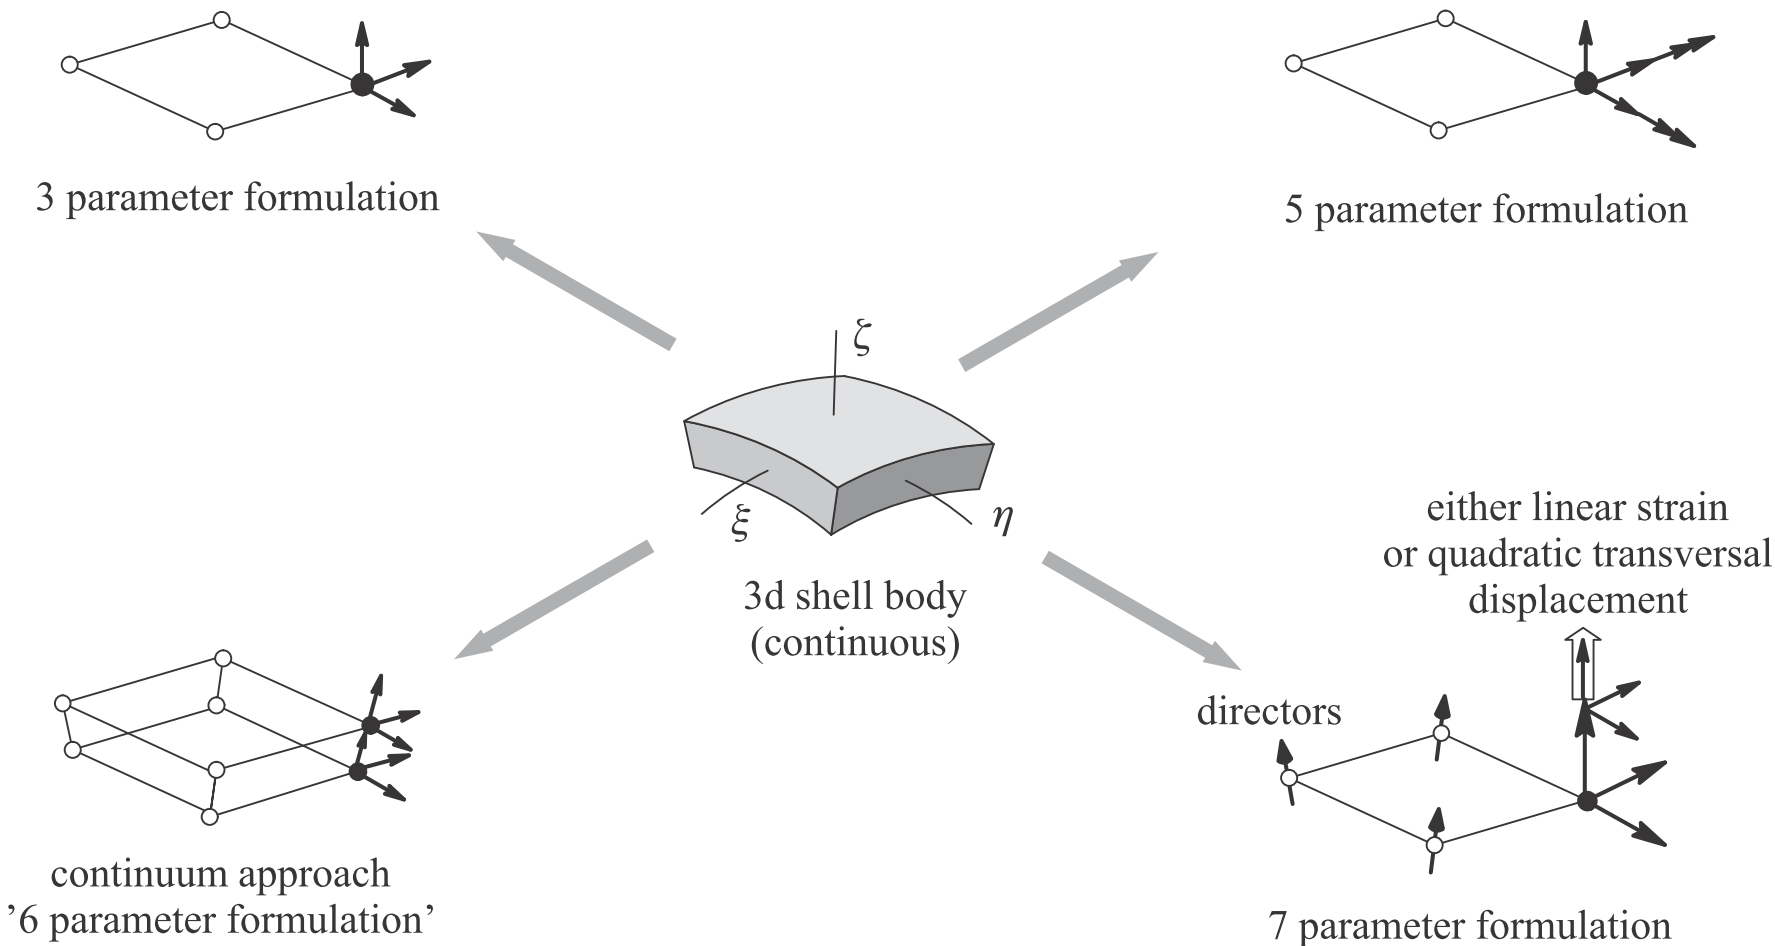 3 parameter formulation
5 parameter formulation
ζ
ξ
η
3d shell body
(continuous)
either linear strain
or quadratic transversal
displacement
directors
continuum approach
’6 parameter formulation’
7 parameter formulation